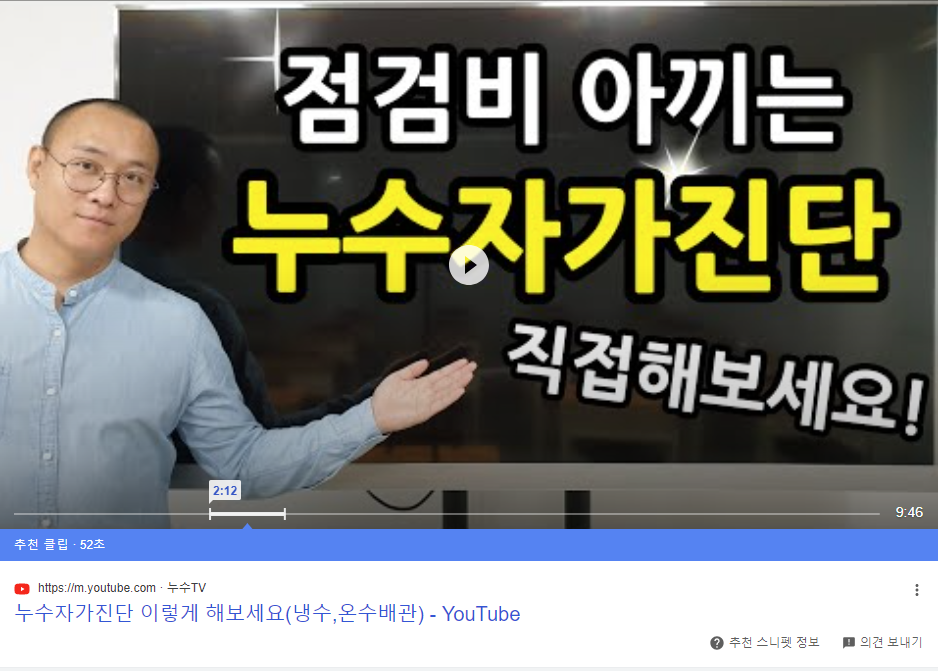 점검비 아끼는
누수자가진단
직접해보세요!
2:12
9:46
추천 클립 · 52초
https://m.youtube.com · 누수TV
누수자가진단 이렇게 해보세요(냉수,온수배관) - YouTube
추천 스니펫 정보
의견 보내기